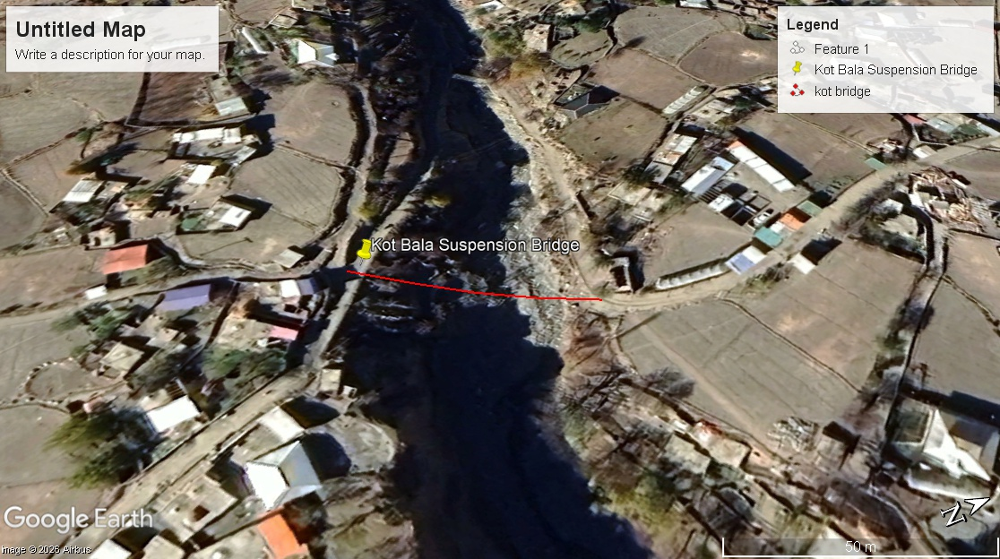 Untitled Map
Write a description for your map.
Legend
Feature 1
Kot Bala Suspension Bridge
kot bridge
Kot Bala Suspension Bridge
Google Earth
Image © 2026 Airbus
N
50 m